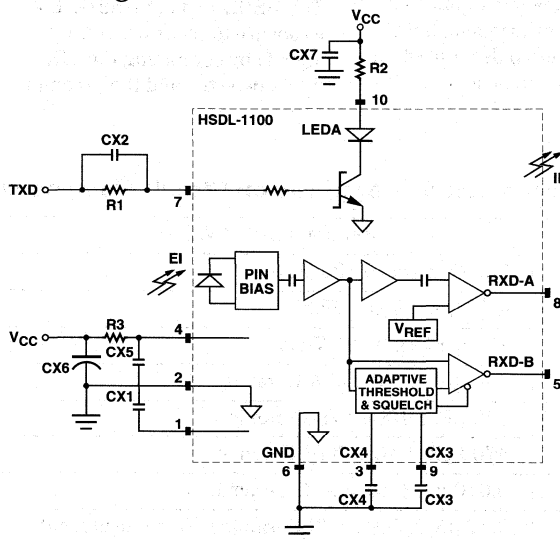 VCC
CX7
R2
10
HSDL-1100
LEDA
CX2
TXD
R1
7
EI
PIN
BIAS
RXD-A
8
VREF
VCC
R3
4
CX5
CX6
2
CX1
1
RXD-B
5
ADAPTIVE
THRESHOLD
& SQUELCH
GND
CX4
CX3
6
3
9
CX4
CX3